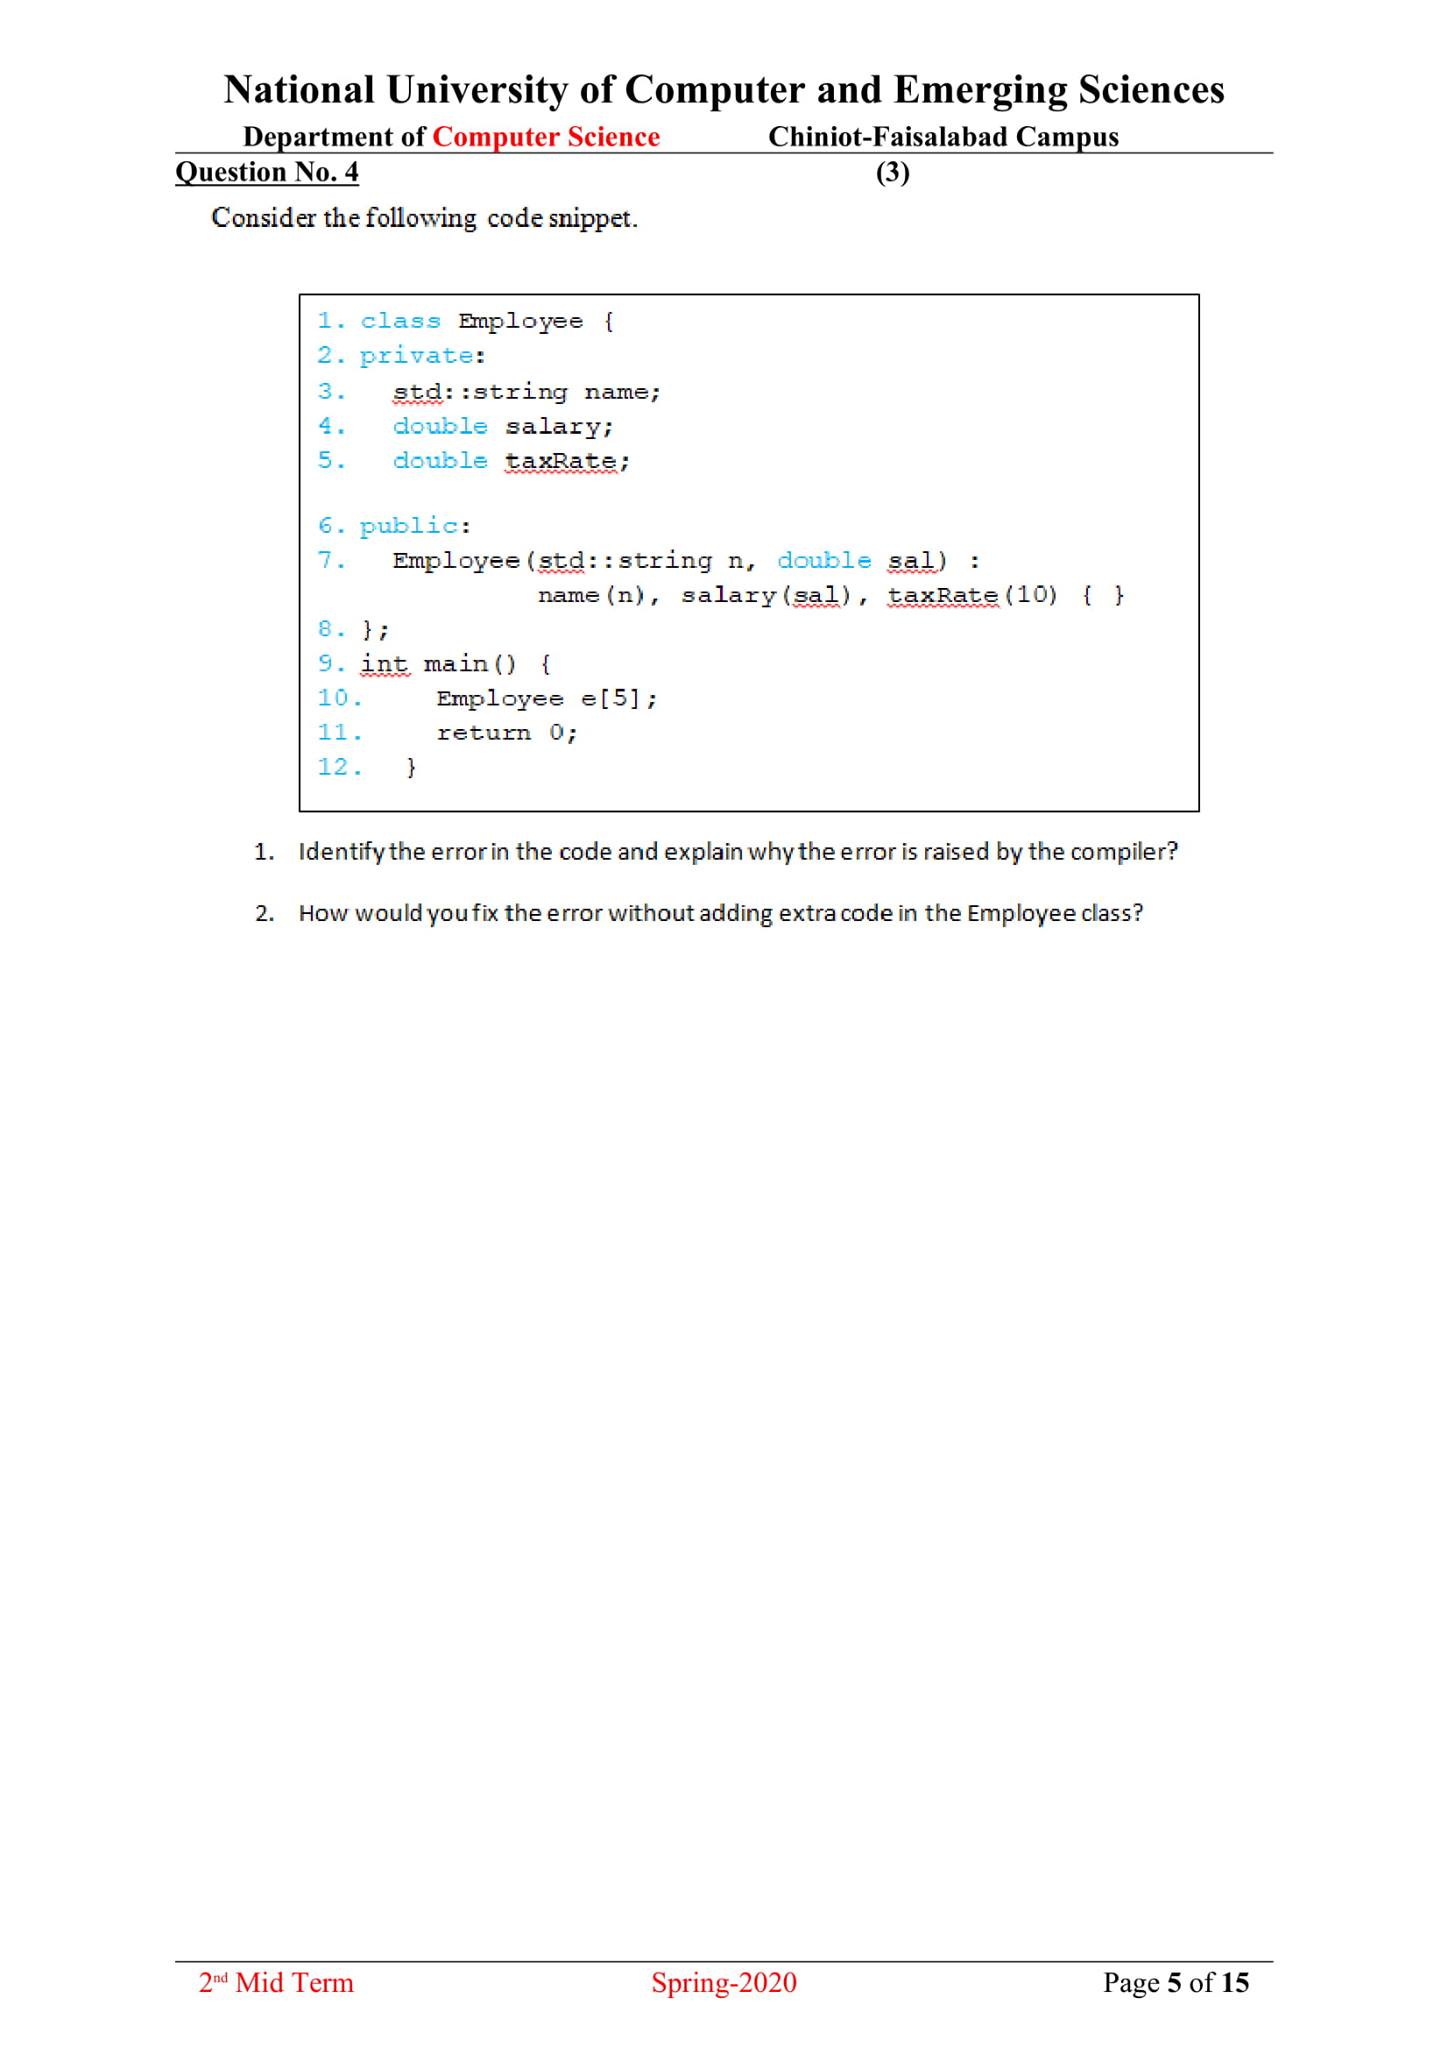 National University of Computer and Emerging Sciences
Department of Computer Science Chiniot-Faisalabad Campus
Question No. 4 (3)
Consider the following code snippet.
1. class Employee {
2. private:
3. std::string name;
4. double salary;
5. double taxRate;
6. public:
7. Employee(std::string n, double sal) :
name(n), salary(sal), taxRate(10) { }
8. };
9. int main() {
10. Employee e[5];
11. return 0;
12. }
1. Identify the error in the code and explain why the error is raised by the compiler?
2. How would you fix the error without adding extra code in the Employee class?
2nd Mid Term Spring-2020 Page 5 of 15